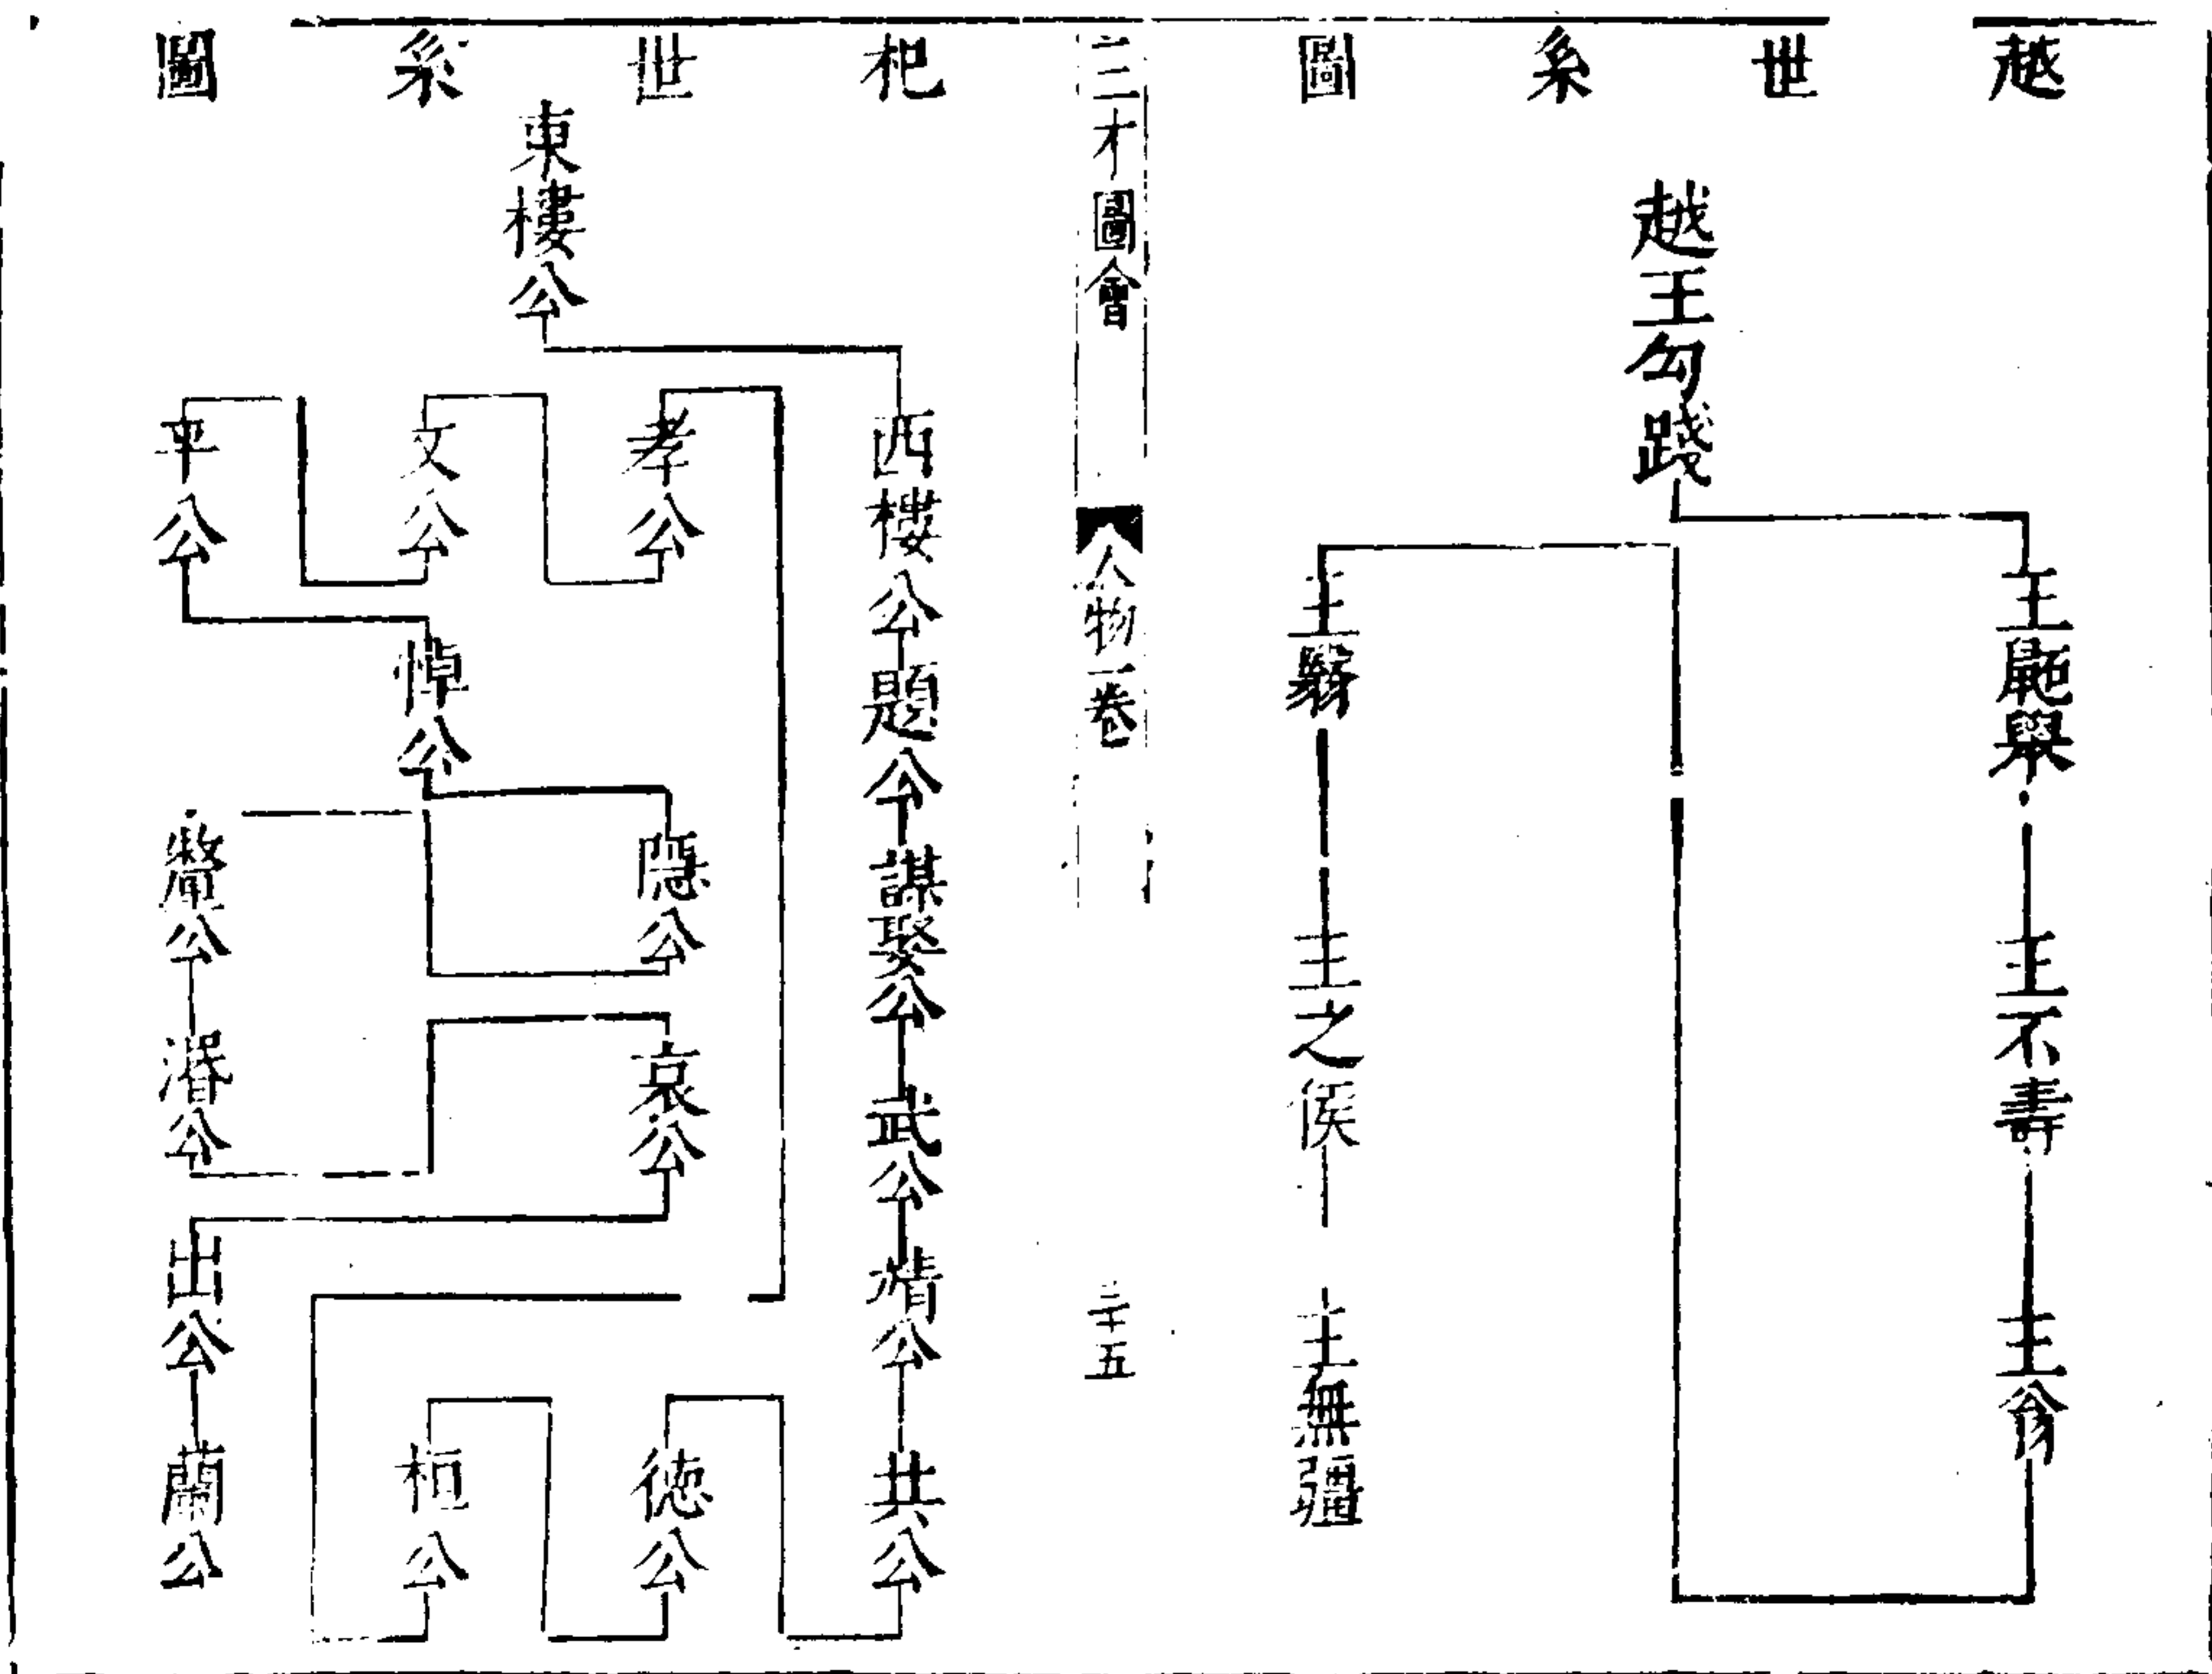 越世系圖
越王勾踐
王鼫與
王不壽
王翁
王翳
王之侯
王無彊
三才圖會
人物一卷
二十五
杞世系圖
東樓公
西樓公
題公
謀娶公
武公
靖公
共公
德公
桓公
孝公
文公
平公
悼公
隱公
釐公
湣公
哀公
出公
蕳公